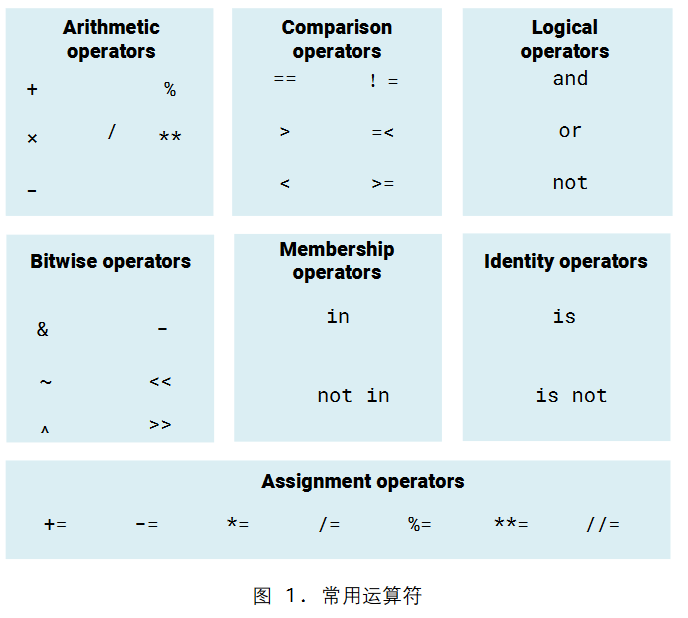 Arithmetic
operators
+ %
× / **
-
Comparison
operators
== ! =
> =<
< >=
Logical
operators
and
or
not
Bitwise operators
& -
~ <<
^ >>
Membership
operators
in
not in
Identity operators
is
is not
Assignment operators
+= -= *= /= %= **= //=
图 1. 常用运算符